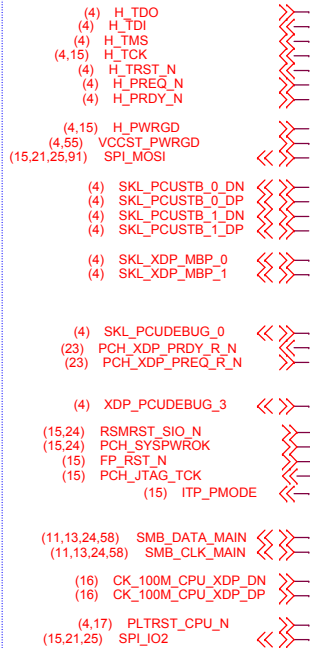 (4) H_TDO
(4) H_TDI
(4) H_TMS
(4,15) H_TCK
(4) H_TRST_N
(4) H_PREQ_N
(4) H_PRDY_N
(4,15) H_PWRGD
(4,55) VCCST_PWRGD
(15,21,25,91) SPI_MOSI
(4) SKL_PCUSTB_0_DN
(4) SKL_PCUSTB_0_DP
(4) SKL_PCUSTB_1_DN
(4) SKL_PCUSTB_1_DP
(4) SKL_XDP_MBP_0
(4) SKL_XDP_MBP_1
(4) SKL_PCUDEBUG_0
(23) PCH_XDP_PRDY_R_N
(23) PCH_XDP_PREQ_R_N
(4) XDP_PCUDEBUG_3
(15,24) RSMRST_SIO_N
(15,24) PCH_SYSPWROK
(15) FP_RST_N
(15) PCH_JTAG_TCK
(15) ITP_PMODE
(11,13,24,58) SMB_DATA_MAIN
(11,13,24,58) SMB_CLK_MAIN
(16) CK_100M_CPU_XDP_DN
(16) CK_100M_CPU_XDP_DP
(4,17) PLTRST_CPU_N
(15,21,25) SPI_IO2